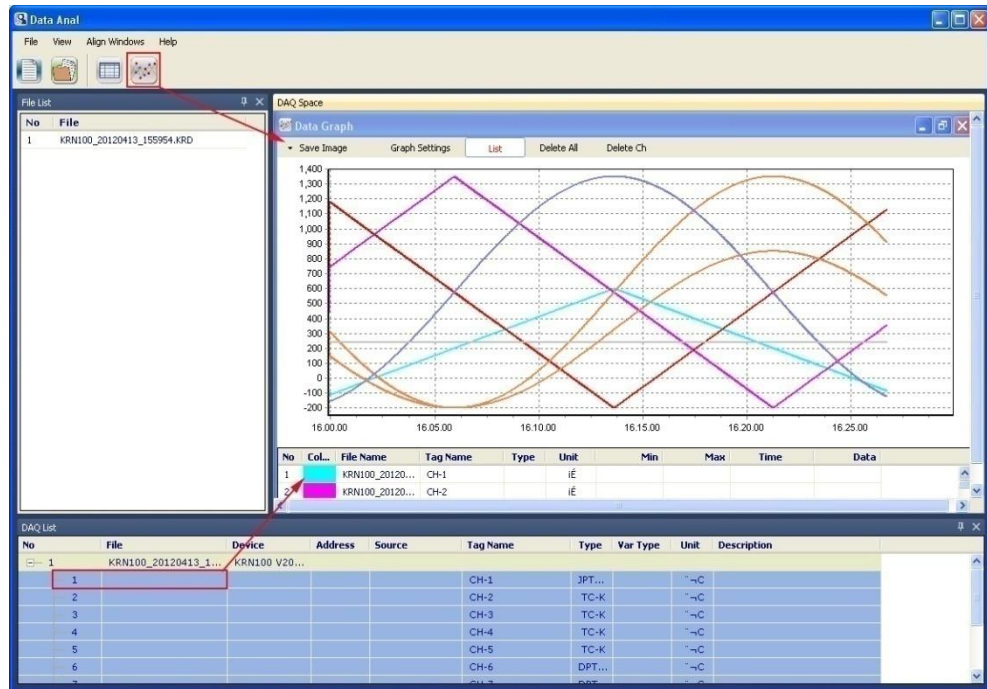 Data Anal
File View Align Windows Help
File List
No File
1 KRN100_20120413_155954.KRD
DAQ Space
Data Graph
Save Image Graph Settings List Delete All Delete Ch
1,400
1,300
1,200
1,100
1,000
900
800
700
600
500
400
300
200
100
0
-100
-200
16.00.00 16.05.00 16.10.00 16.15.00 16.20.00 16.25.00
No Col... File Name Tag Name Type Unit Min Max Time Data
1 KRN100_20120... CH-1 iÉ
2 KRN100_20120... CH-2 iÉ
DAQ List
No File Device Address Source Tag Name Type Var Type Unit Description
1 KRN100_20120413_1... KRN100 V20...
1 CH-1 JPT... ¨¬C
2 CH-2 TC-K ¨¬C
3 CH-3 TC-K ¨¬C
4 CH-4 TC-K ¨¬C
5 CH-5 TC-K ¨¬C
6 CH-6 DPT... ¨¬C